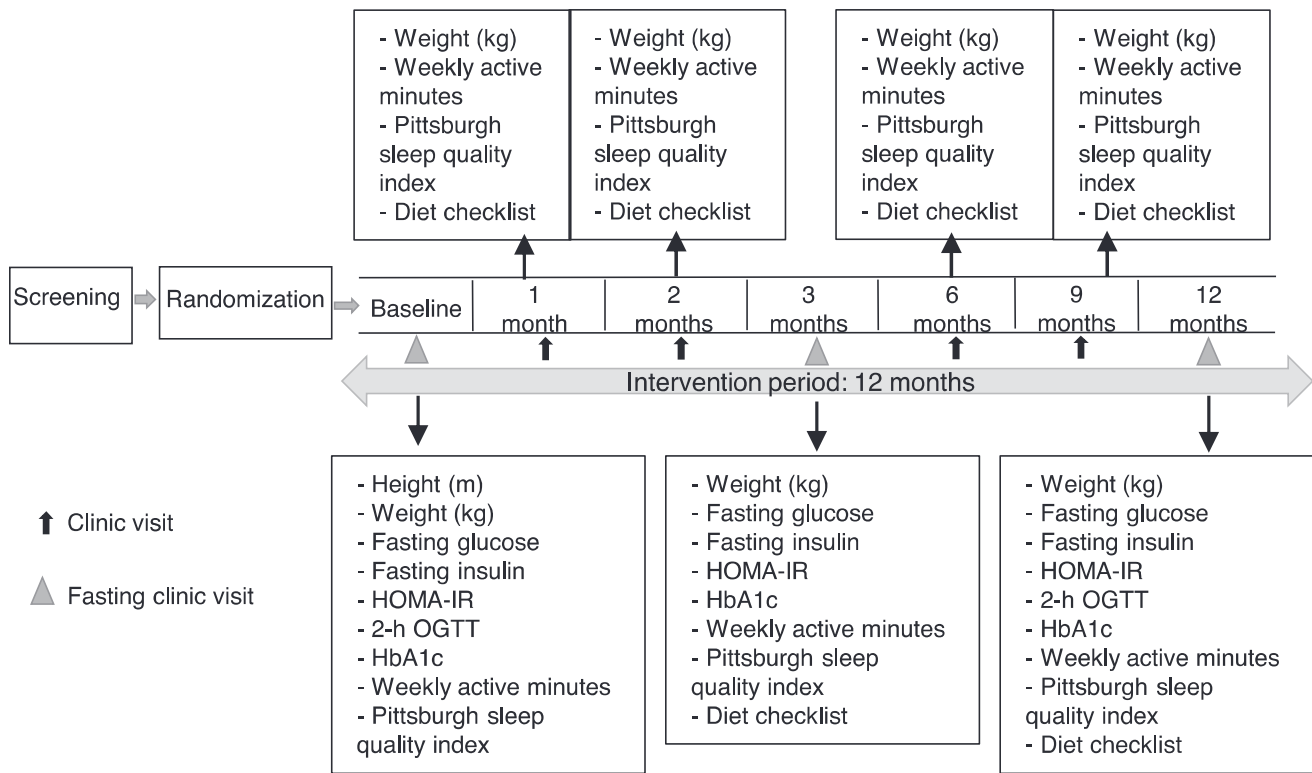 - Weight (kg)
- Weekly active
minutes
- Pittsburgh
sleep quality
index
- Diet checklist
- Weight (kg)
- Weekly active
minutes
- Pittsburgh
sleep quality
index
- Diet checklist
- Weight (kg)
- Weekly active
minutes
- Pittsburgh
sleep quality
index
- Diet checklist
- Weight (kg)
- Weekly active
minutes
- Pittsburgh
sleep quality
index
- Diet checklist
Screening
Randomization
Baseline
1
month
2
months
3
months
6
months
9
months
12
months
Intervention period: 12 months
Clinic visit
Fasting clinic visit
- Height (m)
- Weight (kg)
- Fasting glucose
- Fasting insulin
- HOMA-IR
- 2-h OGTT
- HbA1c
- Weekly active minutes
- Pittsburgh sleep
quality index
- Weight (kg)
- Fasting glucose
- Fasting insulin
- HOMA-IR
- HbA1c
- Weekly active minutes
- Pittsburgh sleep
quality index
- Diet checklist
- Weight (kg)
- Fasting glucose
- Fasting insulin
- HOMA-IR
- 2-h OGTT
- HbA1c
- Weekly active minutes
- Pittsburgh sleep
quality index
- Diet checklist